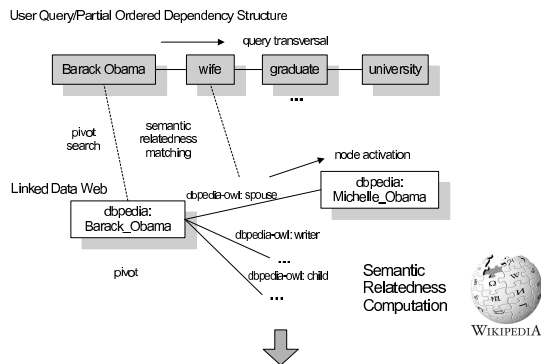 User Query/Partial Ordered Dependency Structure
query transversal
Barack Obama
wife
graduate
university
...
pivot
search
semantic
relatedness
matching
node activation
Linked Data Web
dbpedia-owl: spouse
dbpedia:
Michelle_Obama
dbpedia:
Barack_Obama
dbpedia-owl: writer
...
dbpedia-owl: child
...
pivot
Semantic
Relatedness
Computation
WIKIPEDIA